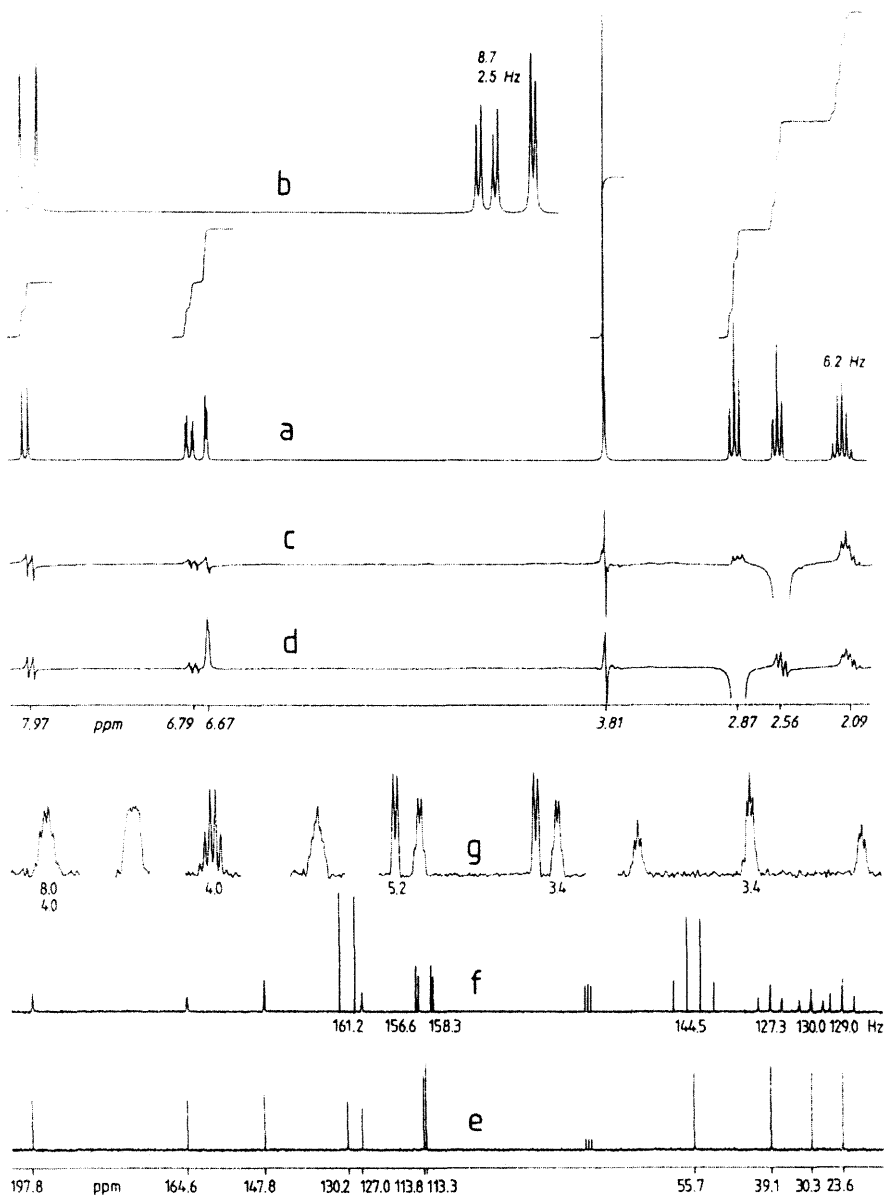 8.7
2.5 Hz
b
6.2 Hz
a
c
d
7.97 ppm 6.79 6.67 3.81 2.87 2.56 2.09
g
8.0 4.0 5.2 3.4 3.4
4.0
f
161.2 156.6 158.3 144.5 127.3 130.0 129.0 Hz
e
197.8 ppm 164.6 147.8 130.2 127.0 113.8 113.3 55.7 39.1 30.3 23.6